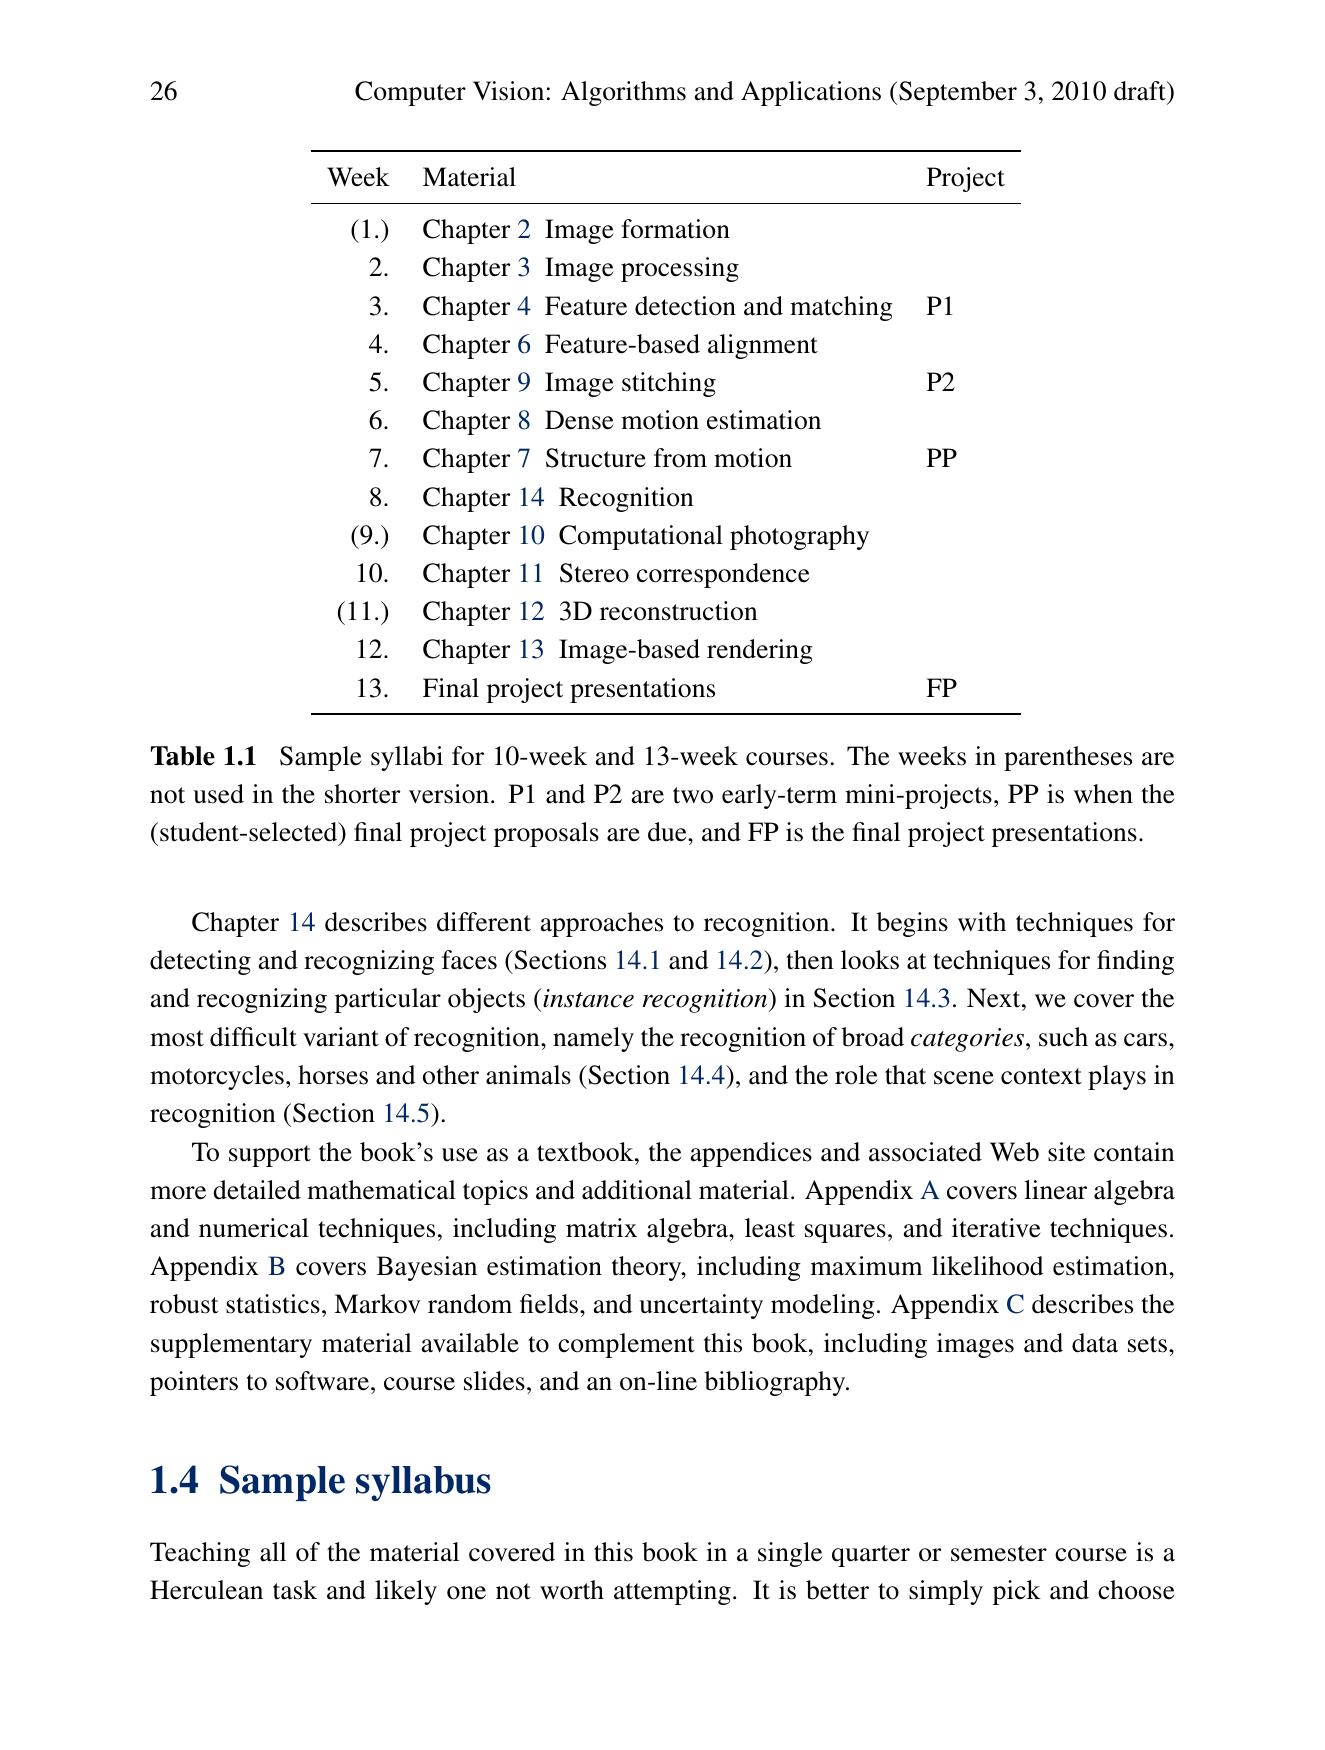 26 Computer Vision: Algorithms and Applications (September 3, 2010 draft)
Week Material Project
(1.) Chapter 2 Image formation
2. Chapter 3 Image processing
3. Chapter 4 Feature detection and matching P1
4. Chapter 6 Feature-based alignment
5. Chapter 9 Image stitching P2
6. Chapter 8 Dense motion estimation
7. Chapter 7 Structure from motion PP
8. Chapter 14 Recognition
(9.) Chapter 10 Computational photography
10. Chapter 11 Stereo correspondence
(11.) Chapter 12 3D reconstruction
12. Chapter 13 Image-based rendering
13. Final project presentations FP
Table 1.1 Sample syllabi for 10-week and 13-week courses. The weeks in parentheses are
not used in the shorter version. P1 and P2 are two early-term mini-projects, PP is when the
(student-selected) final project proposals are due, and FP is the final project presentations.
Chapter 14 describes different approaches to recognition. It begins with techniques for
detecting and recognizing faces (Sections 14.1 and 14.2), then looks at techniques for finding
and recognizing particular objects (instance recognition) in Section 14.3. Next, we cover the
most difficult variant of recognition, namely the recognition of broad categories, such as cars,
motorcycles, horses and other animals (Section 14.4), and the role that scene context plays in
recognition (Section 14.5).
To support the book's use as a textbook, the appendices and associated Web site contain
more detailed mathematical topics and additional material. Appendix A covers linear algebra
and numerical techniques, including matrix algebra, least squares, and iterative techniques.
Appendix B covers Bayesian estimation theory, including maximum likelihood estimation,
robust statistics, Markov random fields, and uncertainty modeling. Appendix C describes the
supplementary material available to complement this book, including images and data sets,
pointers to software, course slides, and an on-line bibliography.
1.4 Sample syllabus
Teaching all of the material covered in this book in a single quarter or semester course is a
Herculean task and likely one not worth attempting. It is better to simply pick and choose